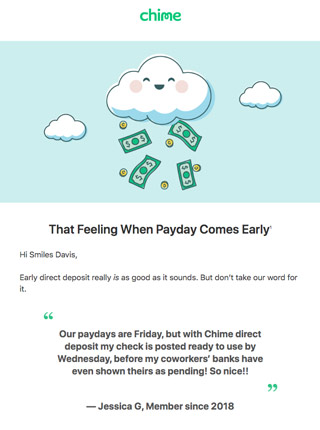 chime
That Feeling When Payday Comes Early¹
Hi Smiles Davis,
Early direct deposit really is as good as it sounds. But don’t take our word for
it.
“
Our paydays are Friday, but with Chime direct
deposit my check is posted ready to use by
Wednesday, before my coworkers’ banks have
even shown theirs as pending! So nice!!
”
— Jessica G, Member since 2018